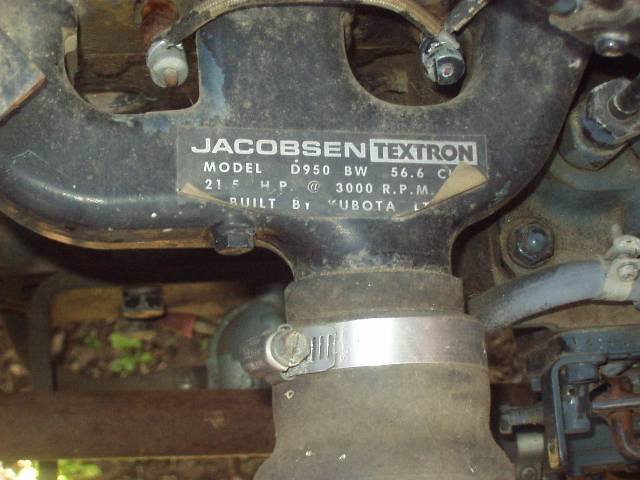 JACOBSEN TEXTRON
MODEL D950 BW 56.6
21.5 H.P. @ 3000 R.P.M.
BUILT BY KUBOTA